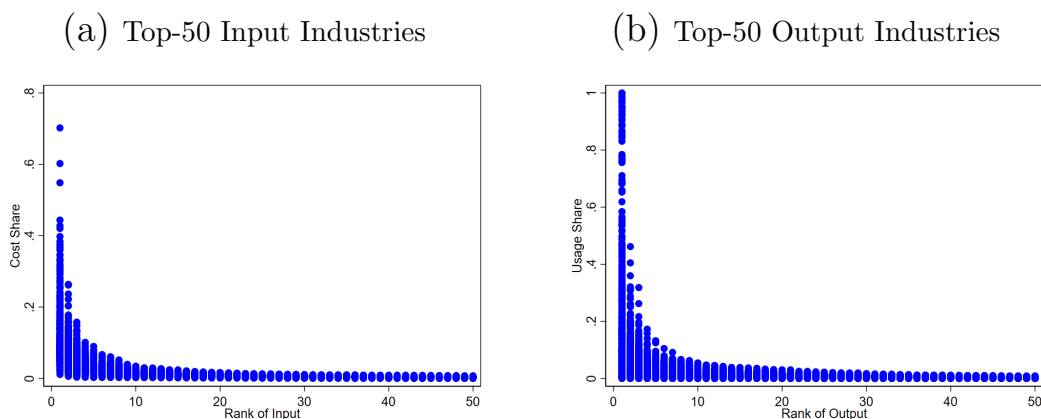 (a) Top-50 Input Industries
.8
.6
.4
.2
0
Cost Share
0 10 20 30 40 50
Rank of Input
(b) Top-50 Output Industries
1
.8
.6
.4
.2
0
Usage Share
0 10 20 30 40 50
Rank of Output